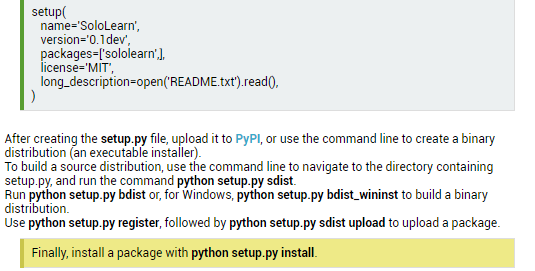 setup(
name='SoloLearn',
version='0.1dev',
packages=['sololearn',],
license='MIT',
long_description=open('README.txt').read(),
)
After creating the setup.py file, upload it to PyPI, or use the command line to create a binary
distribution (an executable installer).
To build a source distribution, use the command line to navigate to the directory containing
setup.py, and run the command python setup.py sdist.
Run python setup.py bdist or, for Windows, python setup.py bdist_wininst to build a binary
distribution.
Use python setup.py register, followed by python setup.py sdist upload to upload a package.
Finally, install a package with python setup.py install.